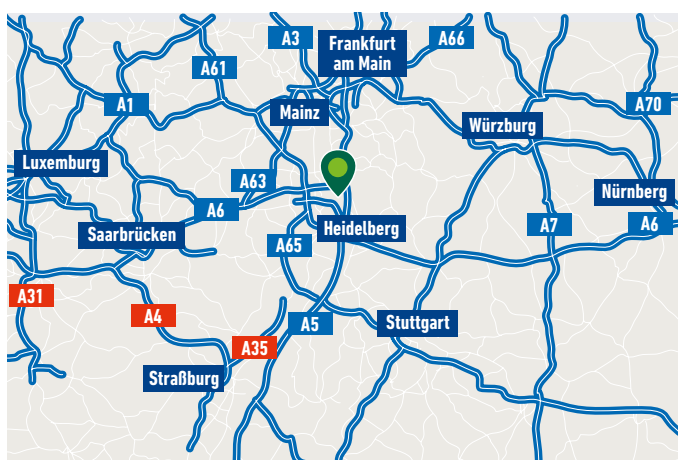 A3
Frankfurt
am Main
A66
A61
A1
A70
Mainz
Würzburg
Luxemburg
A63
Nürnberg
A6
Heidelberg
A7
A6
Saarbrücken
A65
A31
A4
A5
Stuttgart
A35
Straßburg